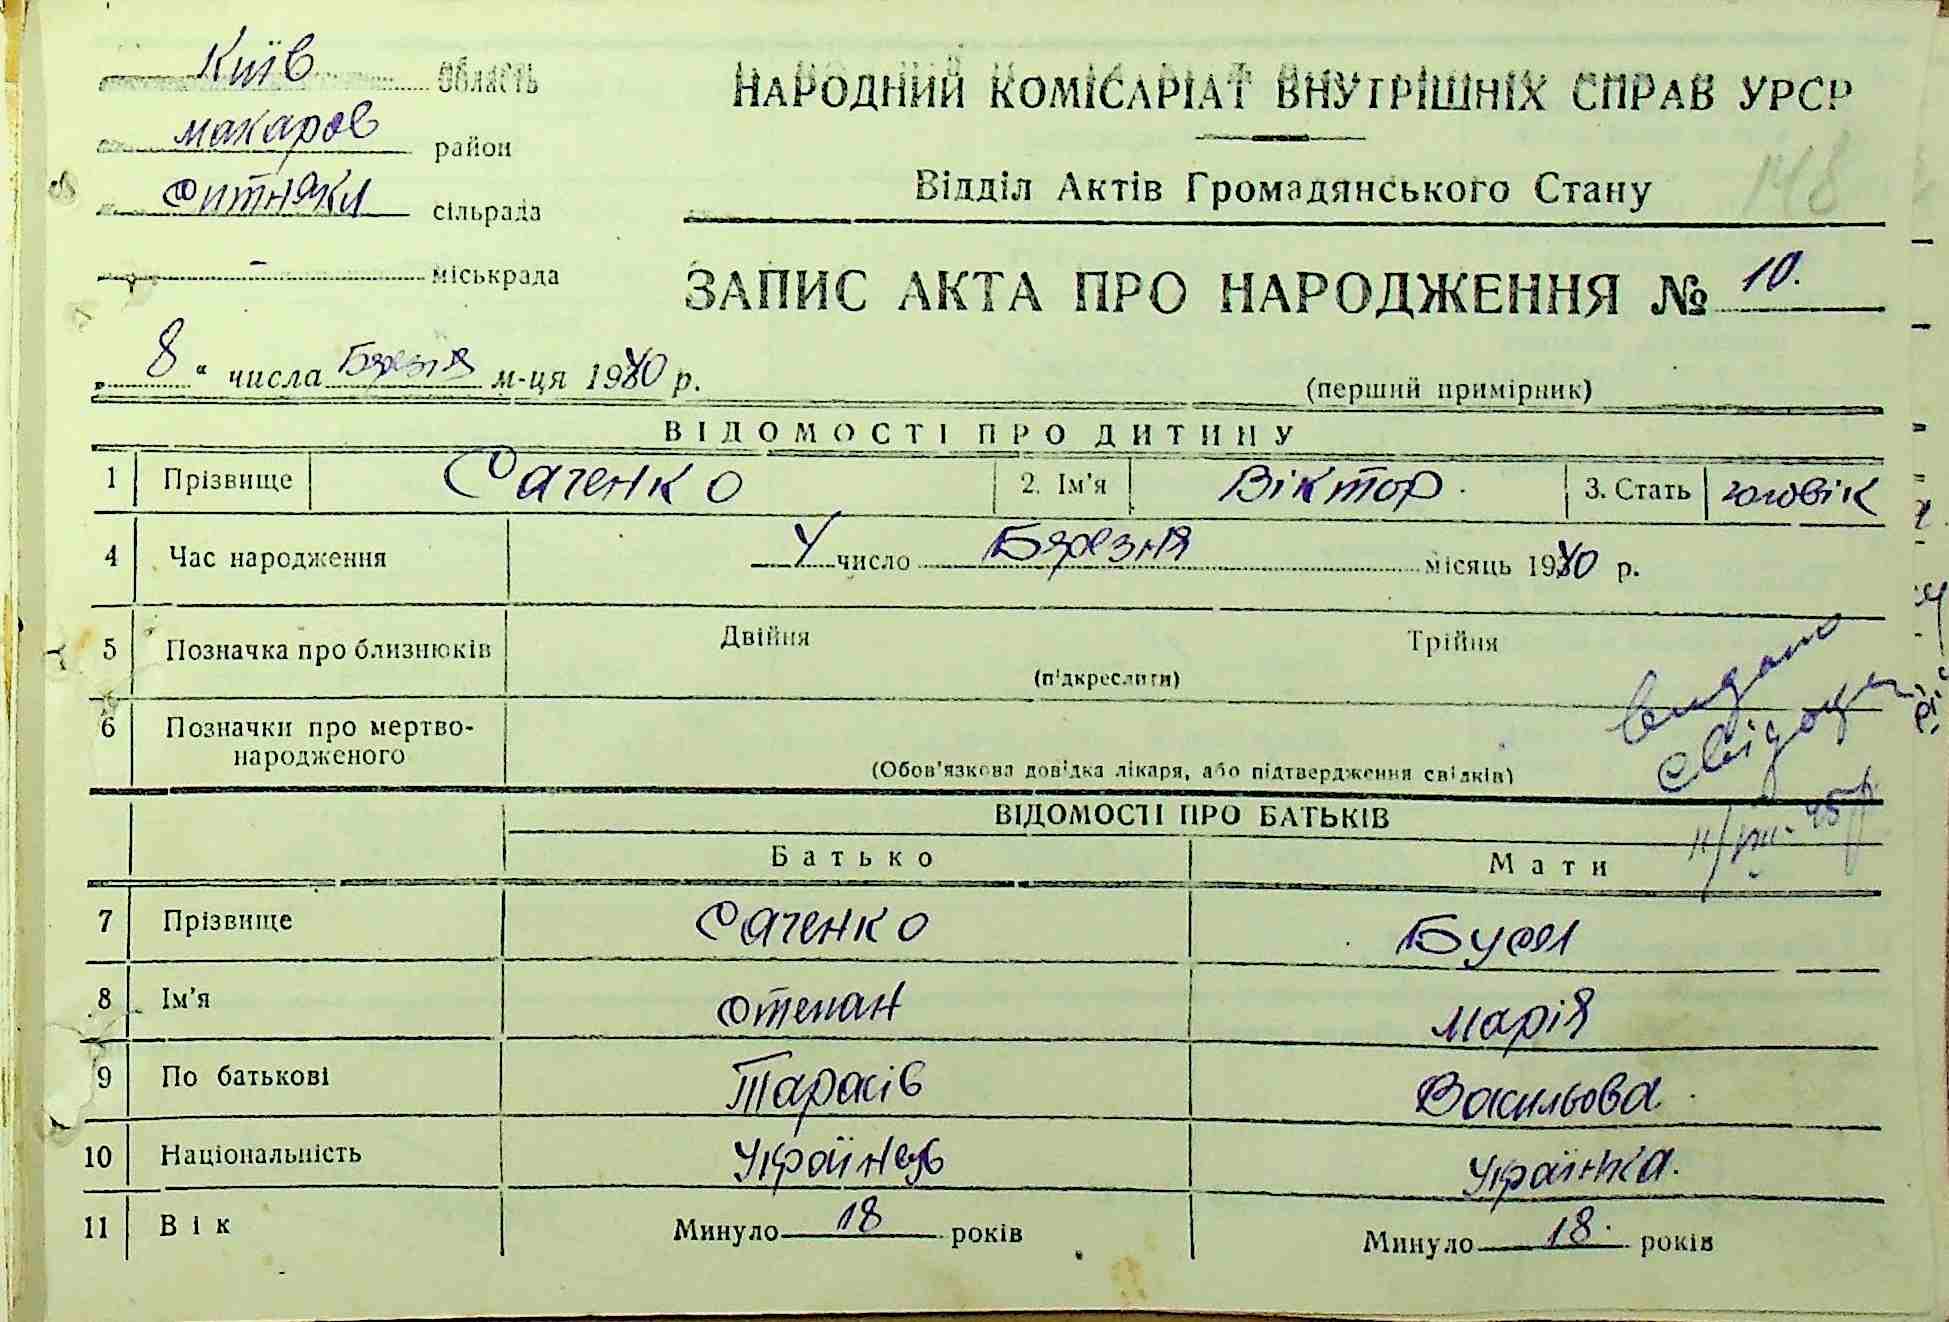 Київ область
макаров район
Ситняки сільрада
- міськрада
НАРОДНИЙ КОМІСАРІАТ ВНУТРІШНІХ СПРАВ УРСР
Відділ Актів Громадянського Стану
148
ЗАПИС АКТА ПРО НАРОДЖЕННЯ № 10.
„8“ числа Березня м-ця 1940 р.
(перший примірник)
ВІДОМОСТІ ПРО ДИТИНУ
1 Прізвище Саченко 2. Ім'я Віктор. 3. Стать чоловік
4 Час народження 4 число Березня місяць 1940 р.
5 Позначка про близнюків Двійня Трійня
(підкреслити)
6 Позначки про мертво-
народженого
(Обов'язкова довідка лікаря, або підтвердження свідків)
видано
ВІДОМОСТІ ПРО БАТЬКІВ
Батько Мати
7 Прізвище Саченко Бусел
8 Ім'я Степан Марія
9 По батькові Тарасів Васильова.
10 Національність Українець Українка.
11 Вік Минуло 18 років Минуло 18. років